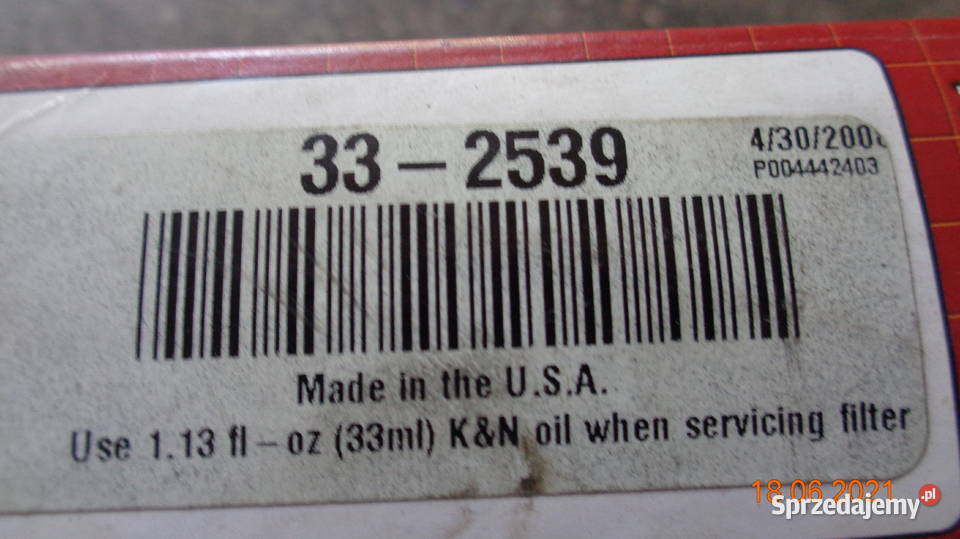 33-2539
4/30/200
P004442403
Made in the U.S.A.
Use 1.13 fl-oz (33ml) K&N oil when servicing filter
18.06.2021
Sprzedajemy.pl